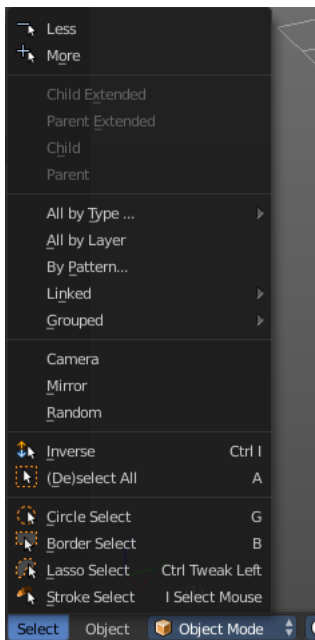 Less
More
Child Extended
Parent Extended
Child
Parent
All by Type ...
All by Layer
By Pattern...
Linked
Grouped
Camera
Mirror
Random
Inverse Ctrl I
(De)select All A
Circle Select G
Border Select B
Lasso Select Ctrl Tweak Left
Stroke Select I Select Mouse
Select Object Object Mode